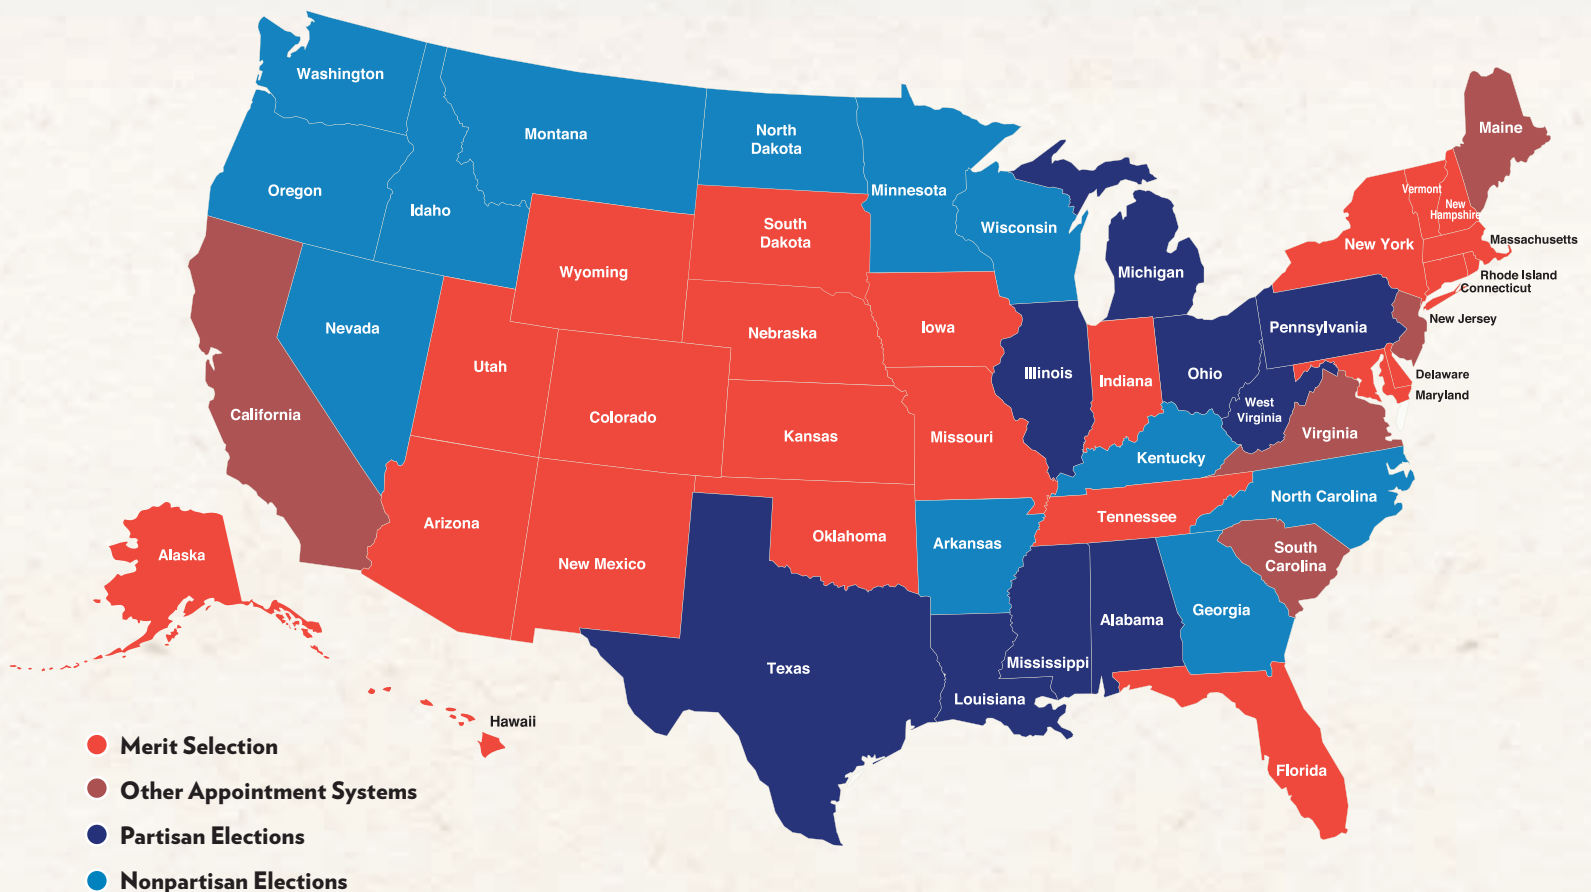 Washington
Oregon
Idaho
Montana
North
Dakota
Minnesota
Wisconsin
Michigan
Maine
Vermont
New
Hampshire
New York
Massachusetts
Rhode Island
Connecticut
New Jersey
Pennsylvania
Delaware
Maryland
South
Dakota
Wyoming
Nebraska
Iowa
Nevada
Utah
Colorado
Kansas
Missouri
Illinois
Indiana
Ohio
West
Virginia
Virginia
Kentucky
North Carolina
Tennessee
South
Carolina
California
Arizona
New Mexico
Oklahoma
Arkansas
Texas
Louisiana
Mississippi
Alabama
Georgia
Florida
Alaska
Hawaii
Merit Selection
Other Appointment Systems
Partisan Elections
Nonpartisan Elections